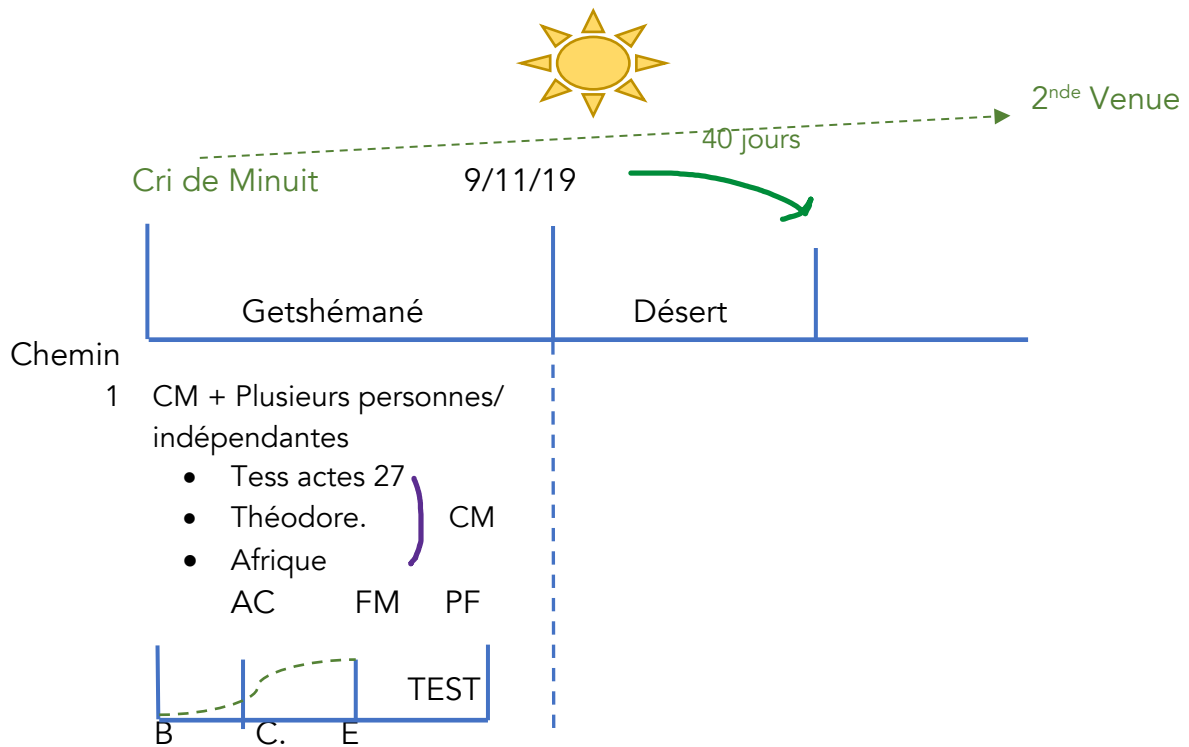 2nde Venue
40 jours
Cri de Minuit
9/11/19
Getshémané
Désert
Chemin
1 CM + Plusieurs personnes/
indépendantes
• Tess actes 27
• Théodore.
CM
• Afrique
AC FM PF
TEST
B C. E